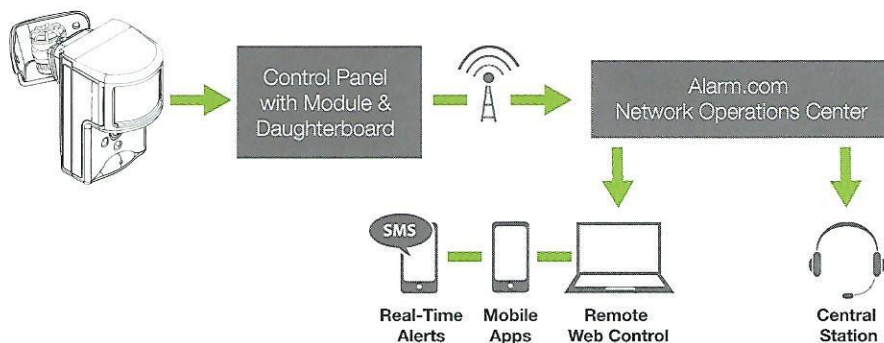 Control Panel
with Module &
Daughterboard
Alarm.com
Network Operations Center
SMS
Real-Time
Alerts
Mobile
Apps
Remote
Web Control
Central
Station